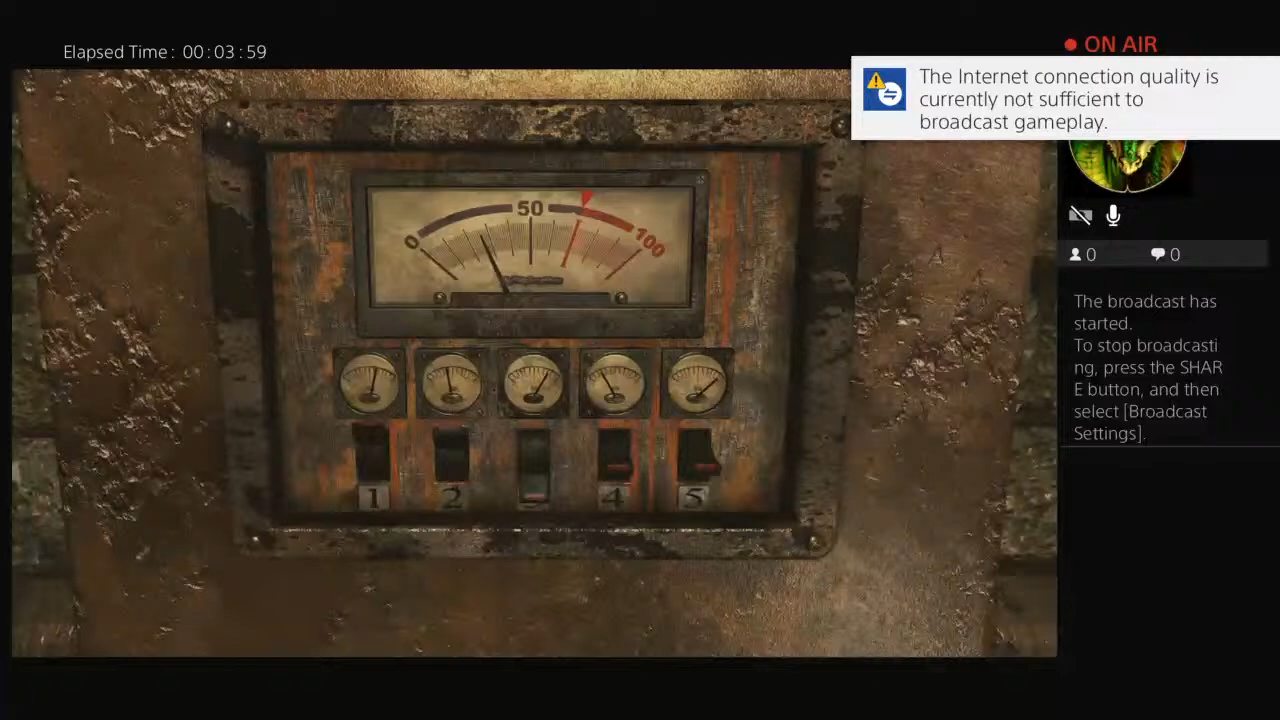 Elapsed Time: 00:03:59
ON AIR
The Internet connection quality is
currently not sufficient to
broadcast gameplay.
0 50 100
0 0
The broadcast has
started.
To stop broadcasti
ng, press the SHAR
E button, and then
select [Broadcast
Settings].
1 2 4 5